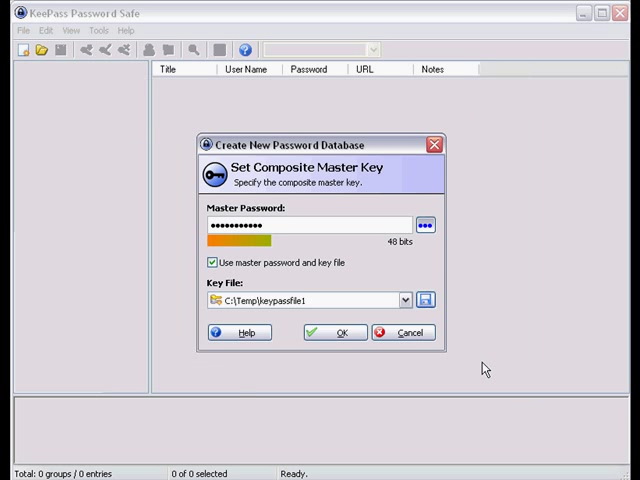 KeePass Password Safe
File Edit View Tools Help
Title User Name Password URL Notes
Create New Password Database
Set Composite Master Key
Specify the composite master key.
Master Password:
•••••••••••
48 bits
Use master password and key file
Key File:
C:\Temp\keypassfile1
Help OK Cancel
Total: 0 groups / 0 entries 0 of 0 selected Ready.